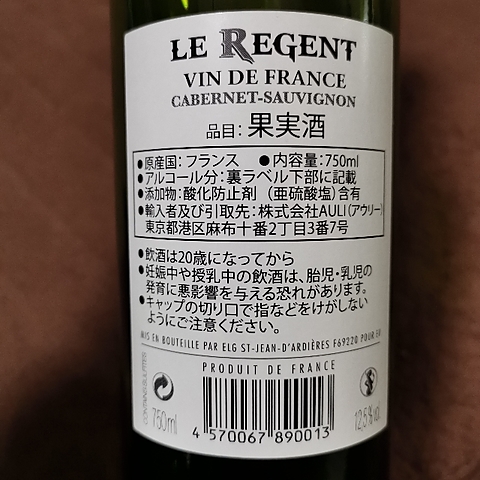 LE REGENT
VIN DE FRANCE
CABERNET-SAUVIGNON
品目: 果実酒
●原産国: フランス ●内容量: 750ml
●アルコール分: 裏ラベル下部に記載
●添加物: 酸化防止剤（亜硫酸塩）含有
●輸入者及び引取先: 株式会社AULI（アウリー）
東京都港区麻布十番2丁目3番7号
●飲酒は20歳になってから
●妊娠中や授乳中の飲酒は、胎児・乳児の
発育に悪影響を与える恐れがあります。
●キャップの切り口で指などをけがしない
ようにご注意ください。
MIS EN BOUTEILLE PAR ELG ST-JEAN-D'ARDIÈRES F69220 POUR
PRODUIT DE FRANCE
CONTAINS SULFITES
750ml
4 570067 890013
12.5% vol.